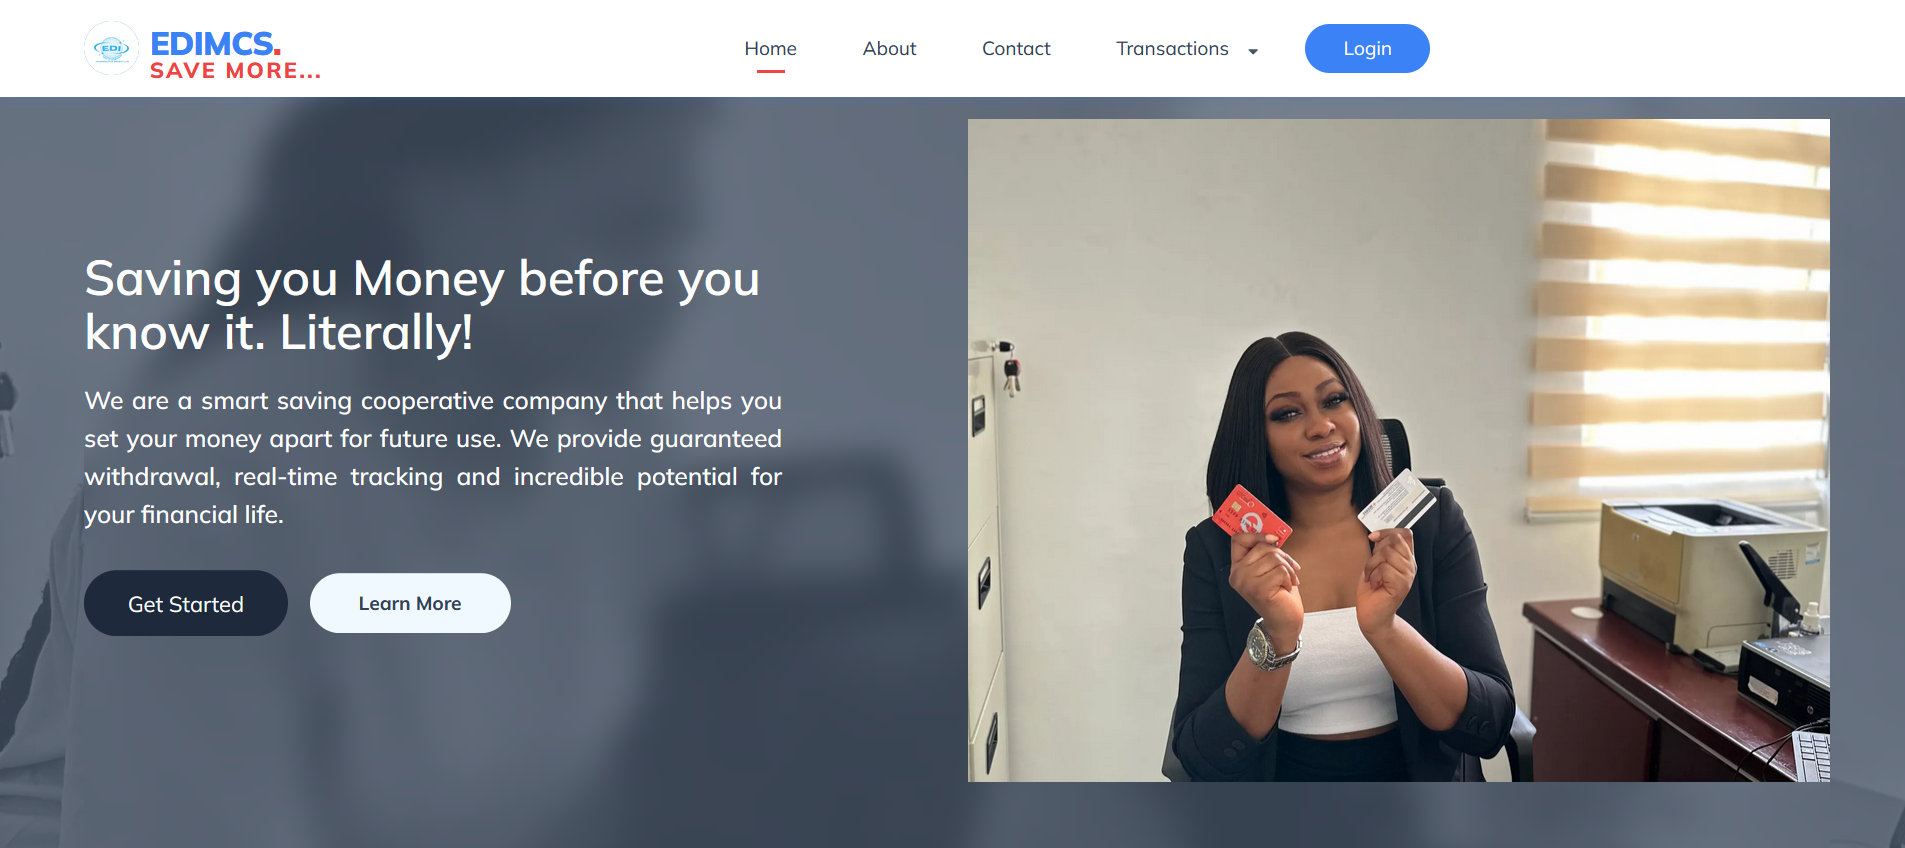 EDI
EDIMCS.
SAVE MORE...
Home
About
Contact
Transactions
Login
Saving you Money before you
know it. Literally!
We are a smart saving cooperative company that helps you
set your money apart for future use. We provide guaranteed
withdrawal, real-time tracking and incredible potential for
your financial life.
Get Started
Learn More